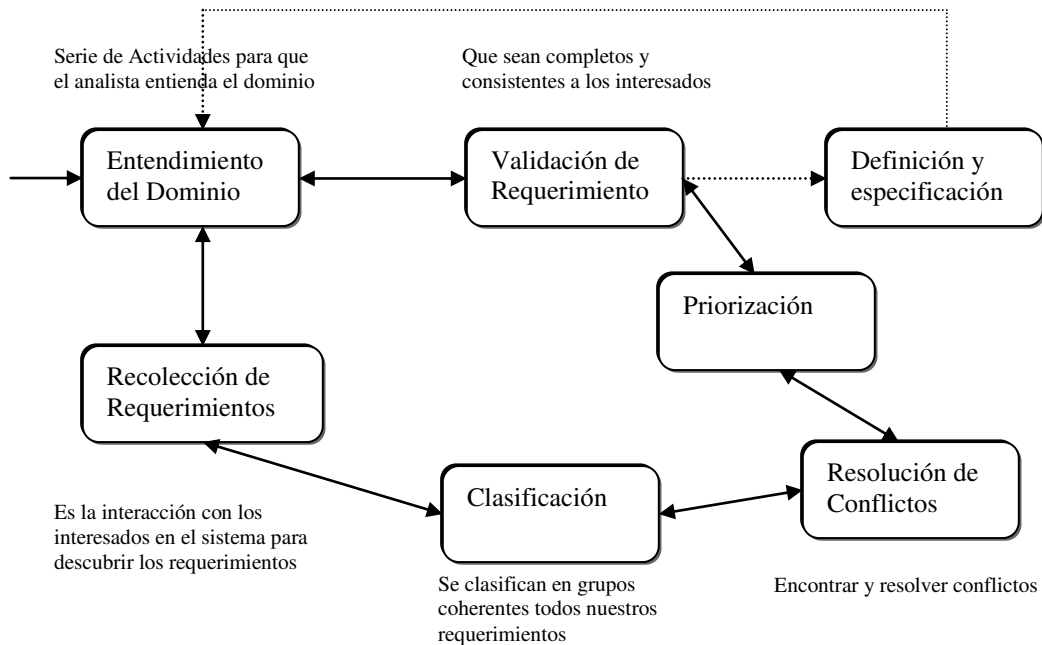 Serie de Actividades para que
el analista entienda el dominio
Que sean completos y
consistentes a los interesados
Entendimiento
del Dominio
Validación de
Requerimiento
Definición y
especificación
Priorización
Recolección de
Requerimientos
Clasificación
Resolución de
Conflictos
Es la interacción con los
interesados en el sistema para
descubrir los requerimientos
Se clasifican en grupos
coherentes todos nuestros
requerimientos
Encontrar y resolver conflictos